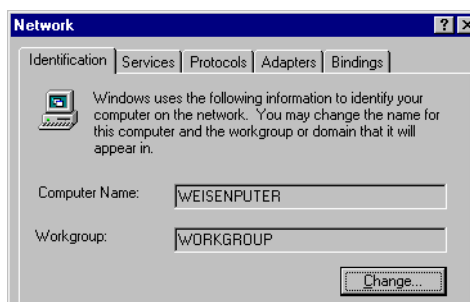 Network
Identification Services Protocols Adapters Bindings
Windows uses the following information to identify your
computer on the network. You may change the name for
this computer and the workgroup or domain that it will
appear in.
Computer Name: WEISENPUTER
Workgroup: WORKGROUP
Change...